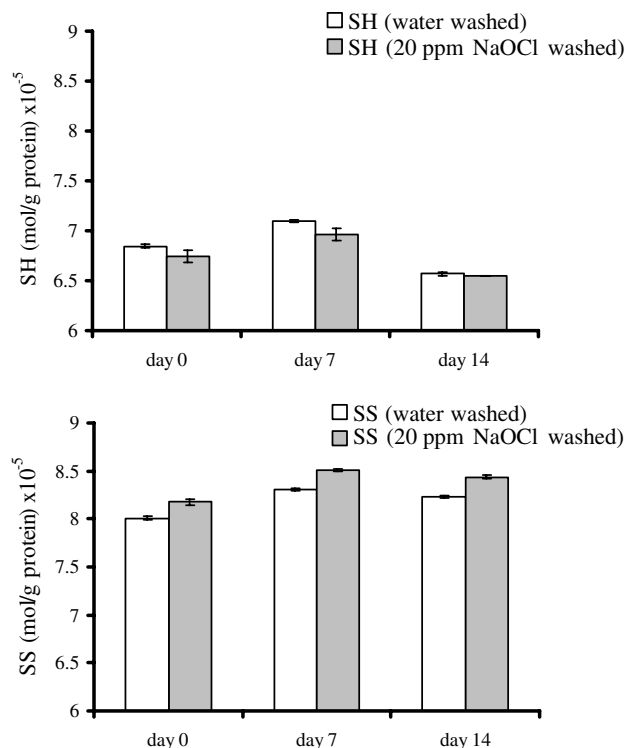 SH (water washed)
SH (20 ppm NaOCl washed)
SH (mol/g protein) x10-5
9
8.5
8
7.5
7
6.5
6
day 0
day 7
day 14
SS (water washed)
SS (20 ppm NaOCl washed)
SS (mol/g protein) x10-5
9
8.5
8
7.5
7
6.5
6
day 0
day 7
day 14